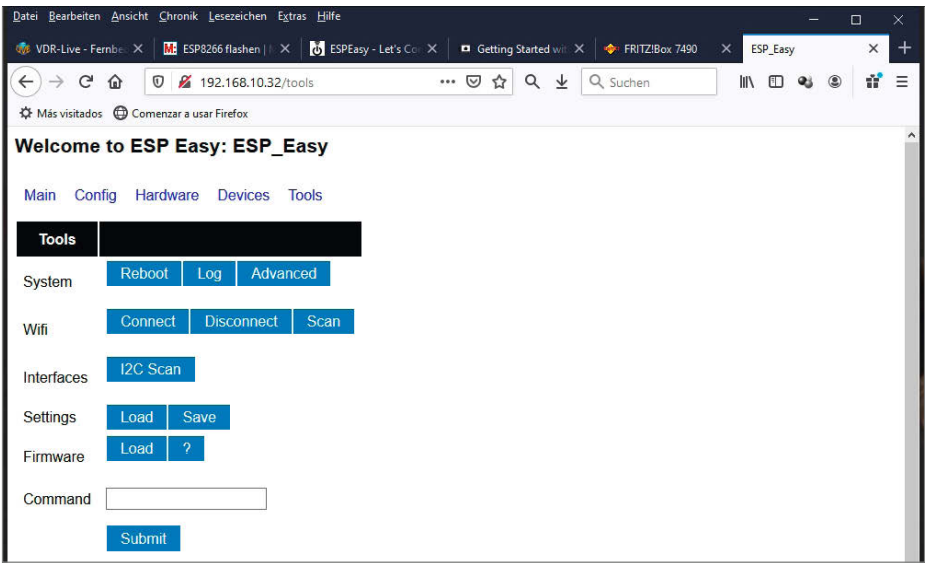 Datei Bearbeiten Ansicht Chronik Lesezeichen Extras Hilfe
VDR-Live - Fernbe M: ESP8266 flashen | ESPEasy - Let's Co Getting Started wit FRITZ!Box 7490 ESP_Easy
192.168.10.32/tools Suchen
Más visitados Comenzar a usar Firefox
Welcome to ESP Easy: ESP_Easy
Main Config Hardware Devices Tools
Tools
System Reboot Log Advanced
Wifi Connect Disconnect Scan
Interfaces I2C Scan
Settings Load Save
Firmware Load ?
Command
Submit